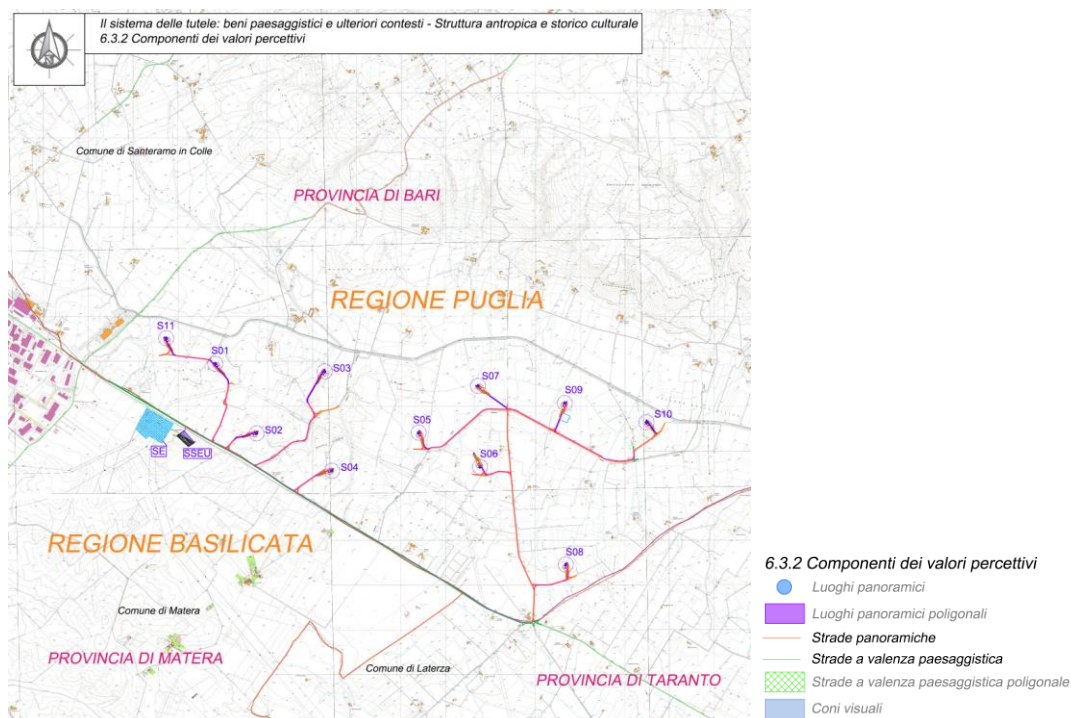 Il sistema delle tutele: beni paesaggistici e ulteriori contesti - Struttura antropica e storico culturale
6.3.2 Componenti dei valori percettivi
Comune di Santeramo in Colle
PROVINCIA DI BARI
REGIONE PUGLIA
S11
S01
S03
S07
S09
S10
S05
S02
S06
S04
SE
SSEU
REGIONE BASILICATA
S08
Comune di Matera
PROVINCIA DI MATERA
Comune di Laterza
PROVINCIA DI TARANTO
6.3.2 Componenti dei valori percettivi
Luoghi panoramici
Luoghi panoramici poligonali
Strade panoramiche
Strade a valenza paesaggistica
Strade a valenza paesaggistica poligonale
Coni visuali